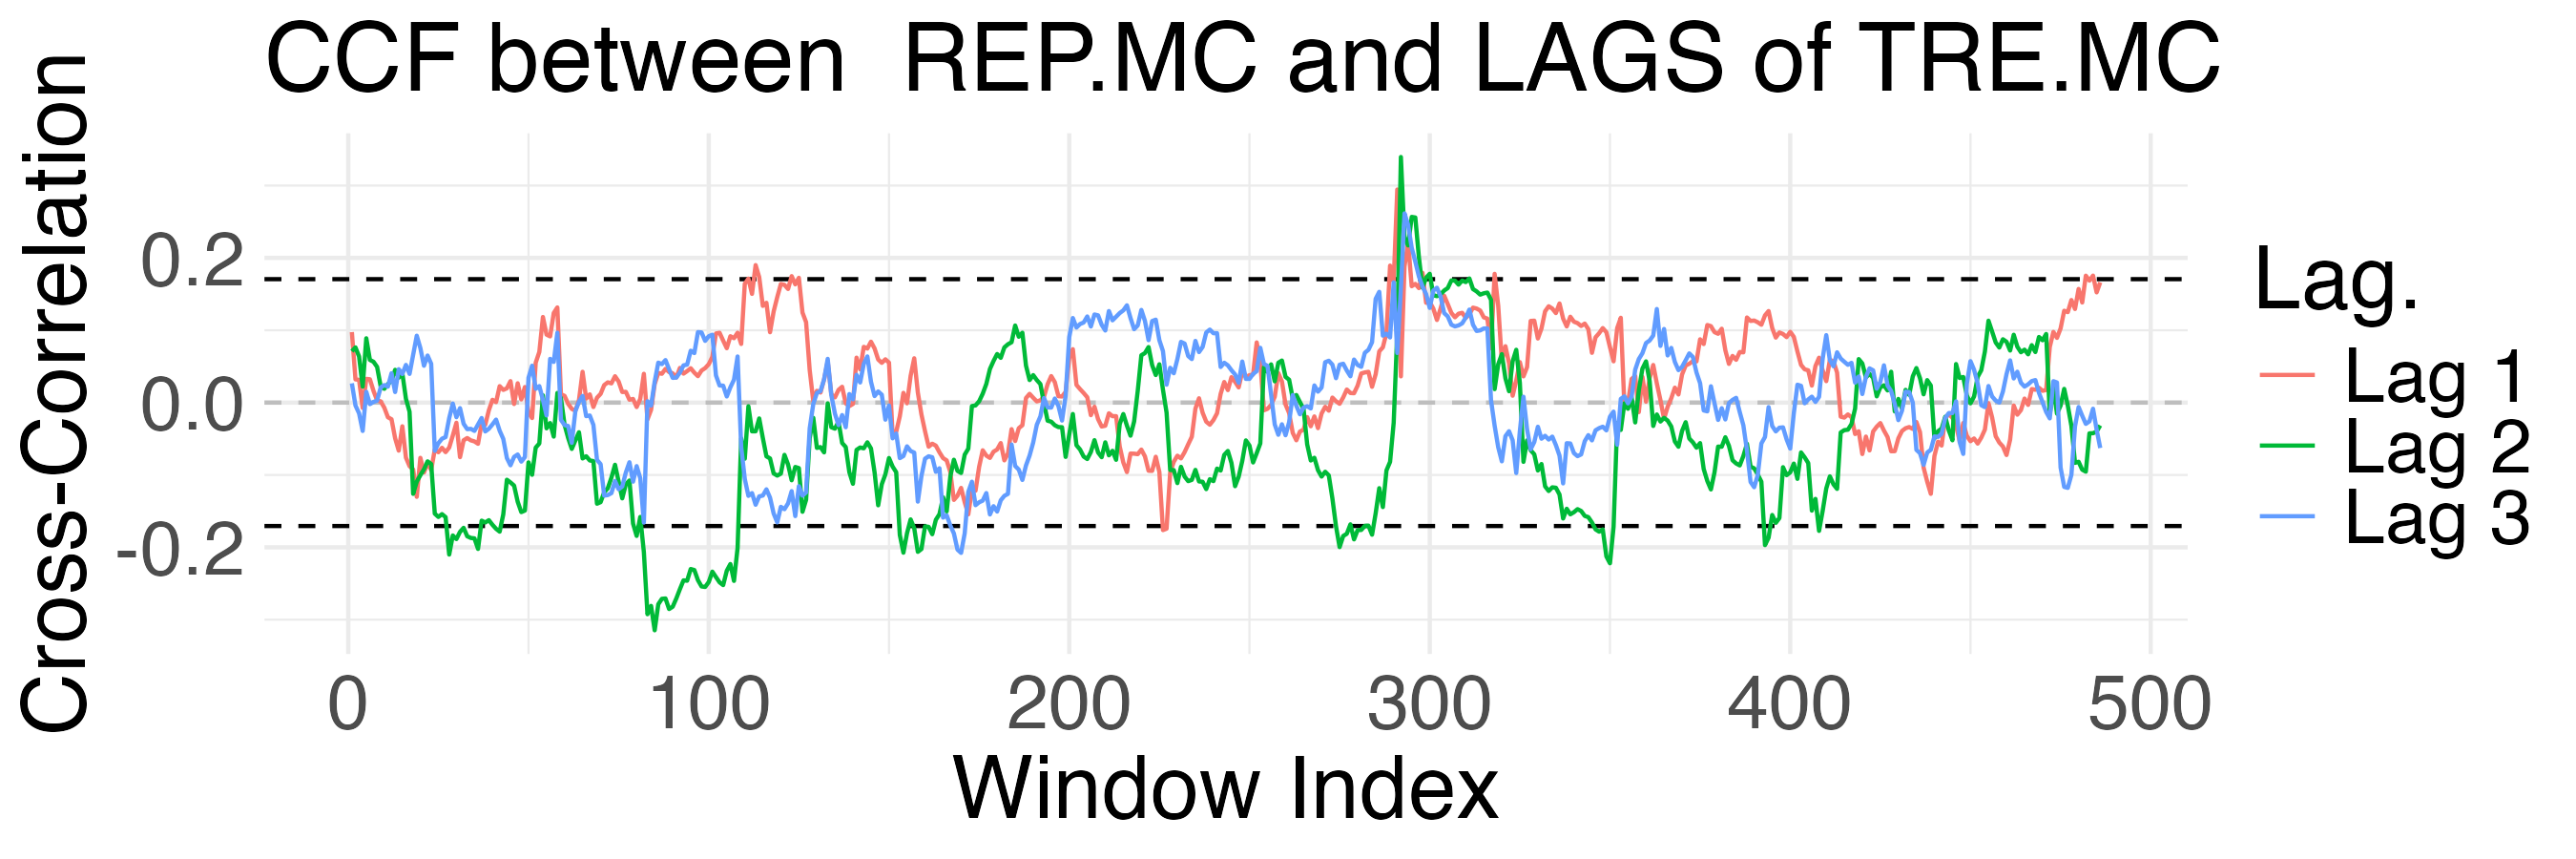 CCF between  REP.MC and LAGS of TRE.MC
Cross-Correlation
0.2
0.0
-0.2
0 100 200 300 400 500
Window Index
Lag.
Lag 1
Lag 2
Lag 3